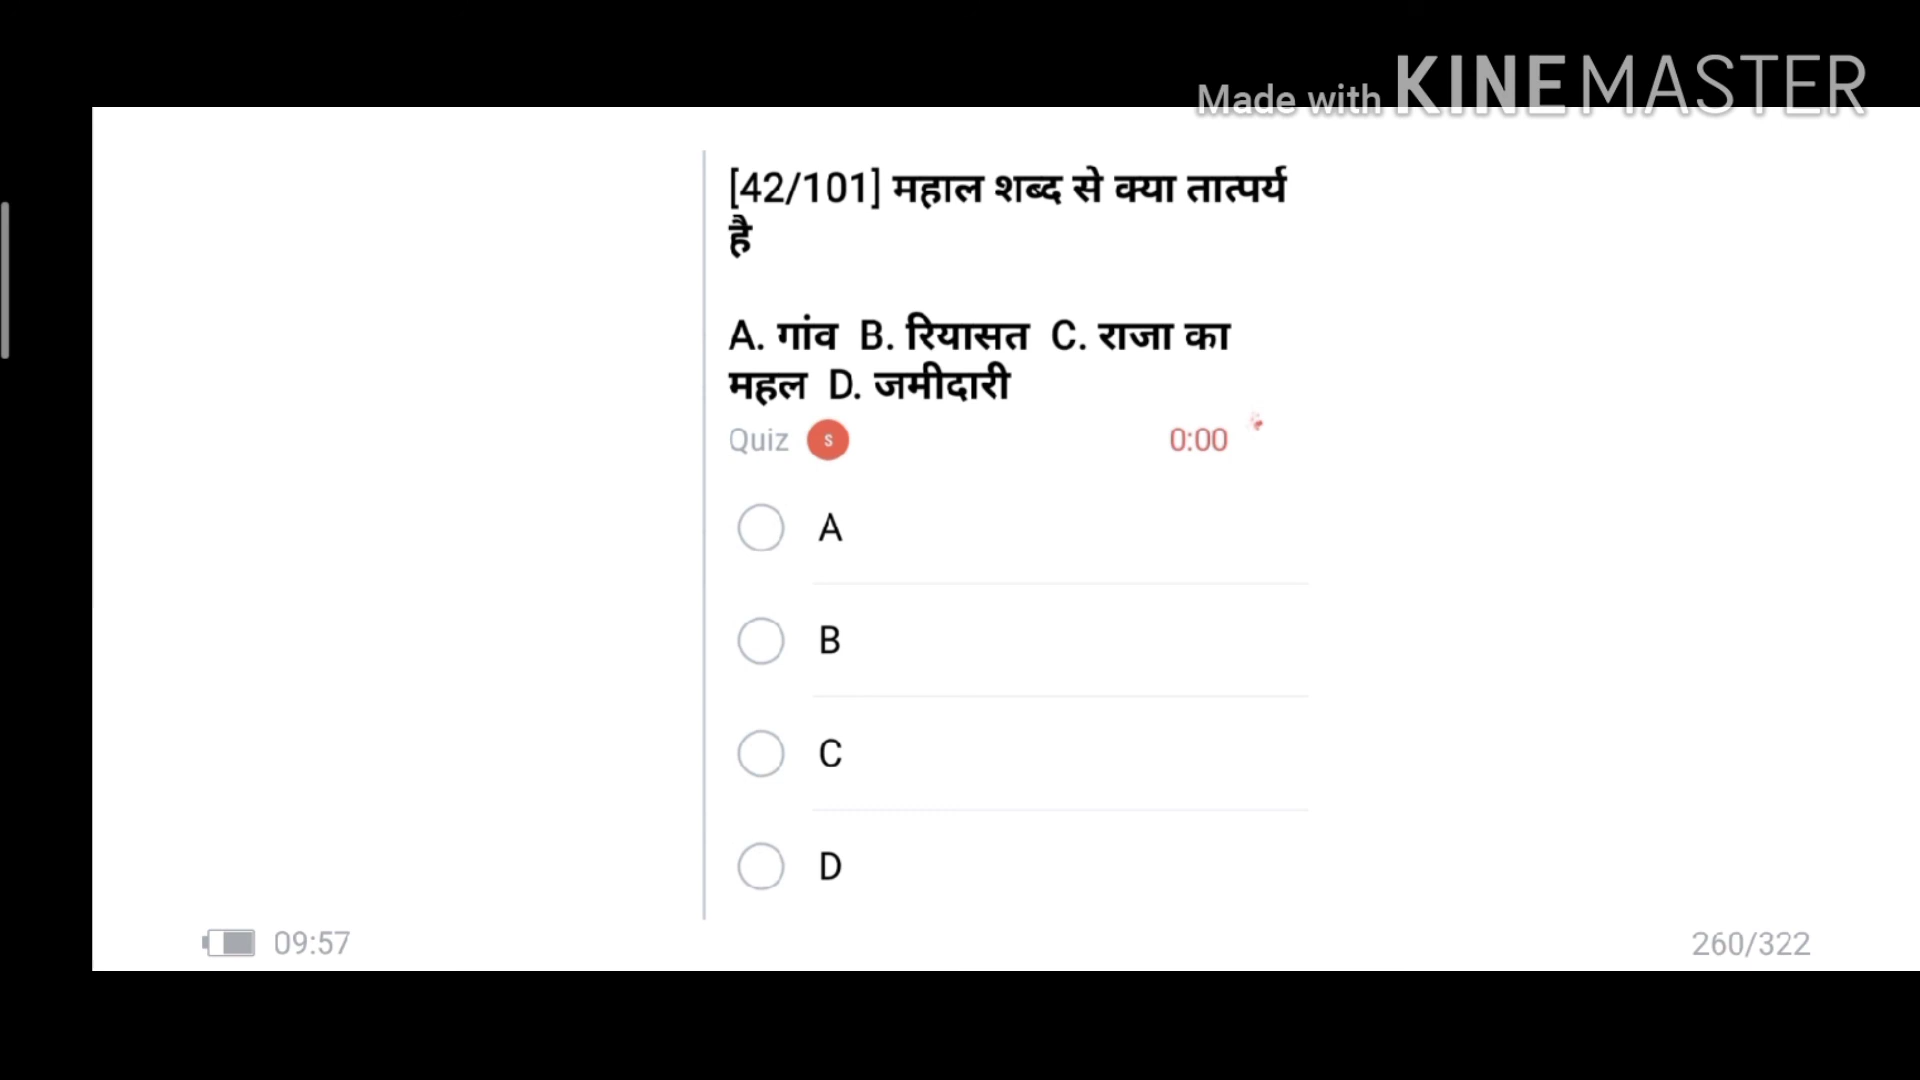 Made with KINEMASTER
[42/101] महाल शब्द से क्या तात्पर्य
है
A. गांव B. रियासत C. राजा का
महल D. जमीदारी
Quiz S 0:00
A
B
C
D
09:57 260/322